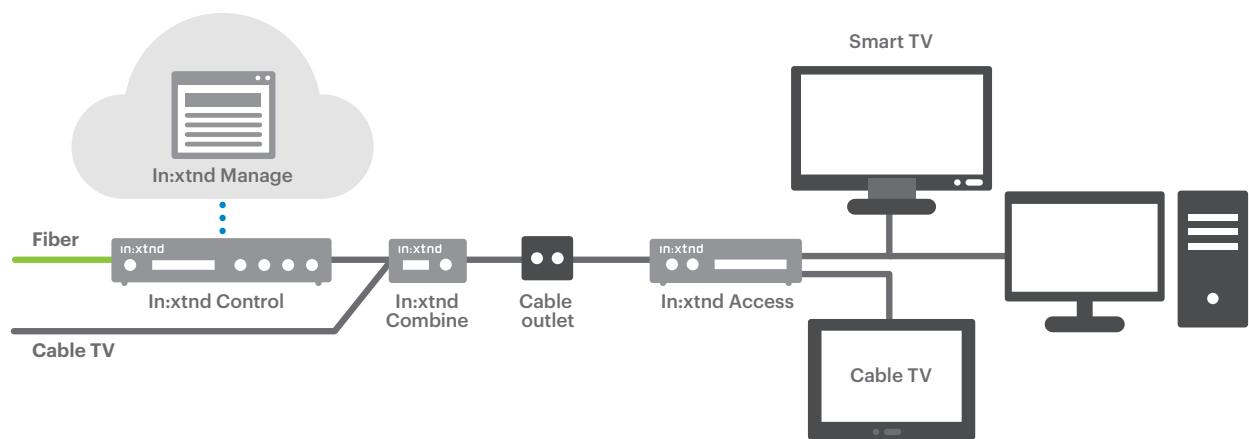 Smart TV
In:xtnd Manage
Fiber
in:xtnd
in:xtnd
in:xtnd
In:xtnd Control
In:xtnd
Combine
Cable
outlet
In:xtnd Access
Cable TV
Cable TV